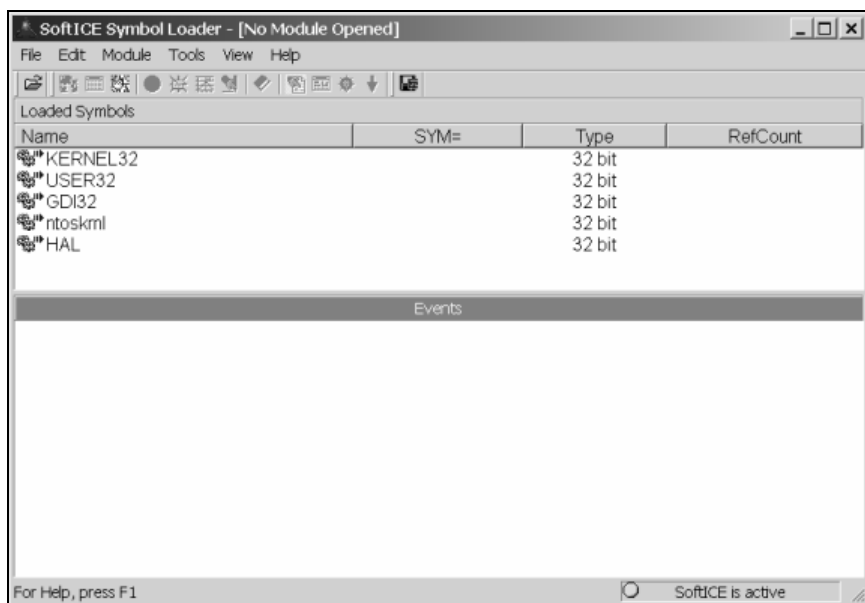 SoftICE Symbol Loader - [No Module Opened]
File Edit Module Tools View Help
Loaded Symbols
Name SYM= Type RefCount
KERNEL32 32 bit
USER32 32 bit
GDI32 32 bit
ntoskrnl 32 bit
HAL 32 bit
Events
For Help, press F1 SoftICE is active